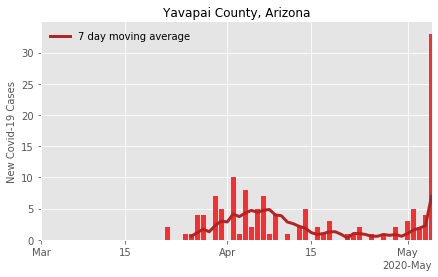 Yavapai County, Arizona
7 day moving average
New Covid-19 Cases
30
25
20
15
10
5
0
Mar
15
Apr
15
May
2020-May